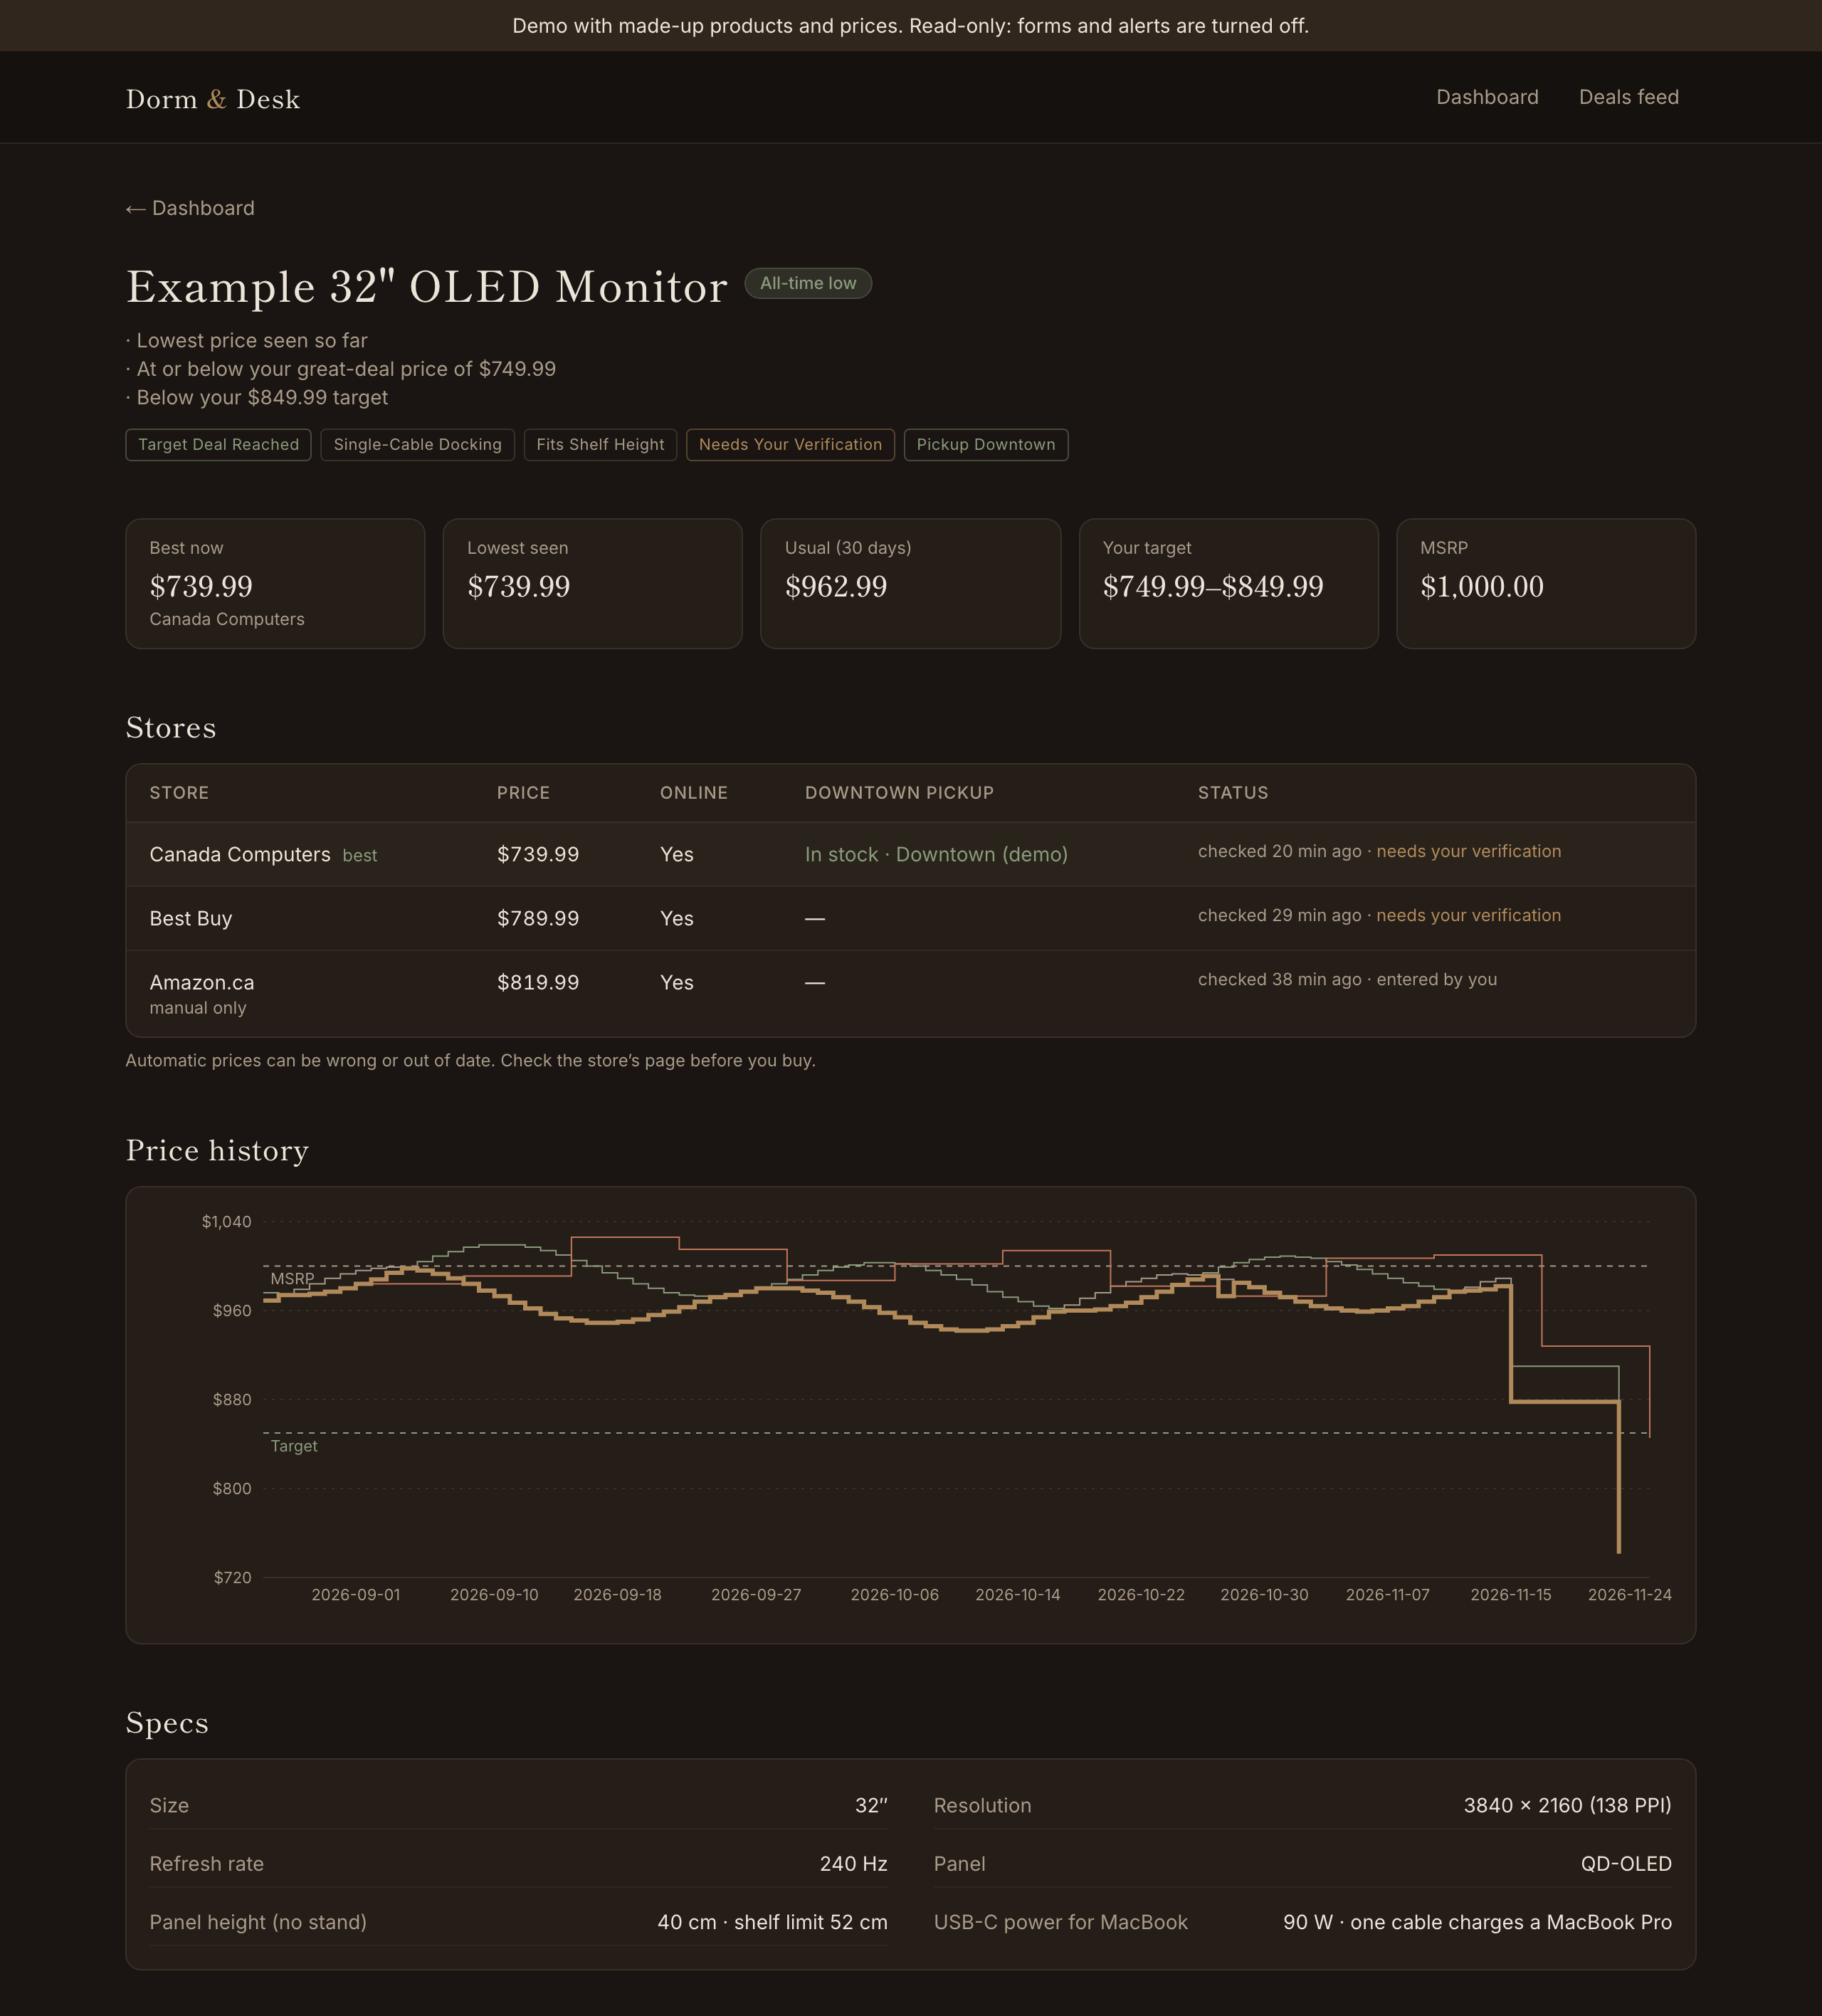 Demo with made-up products and prices. Read-only: forms and alerts are turned off.
Dorm & Desk
Dashboard Deals feed
← Dashboard
Example 32" OLED Monitor All-time low
· Lowest price seen so far
· At or below your great-deal price of $749.99
· Below your $849.99 target
Target Deal Reached Single-Cable Docking Fits Shelf Height Needs Your Verification Pickup Downtown
Best now Lowest seen Usual (30 days) Your target MSRP
$739.99 $739.99 $962.99 $749.99–$849.99 $1,000.00
Canada Computers
Stores
STORE PRICE ONLINE DOWNTOWN PICKUP STATUS
Canada Computers best $739.99 Yes In stock · Downtown (demo) checked 20 min ago · needs your verification
Best Buy $789.99 Yes — checked 29 min ago · needs your verification
Amazon.ca $819.99 Yes — checked 38 min ago · entered by you
manual only
Automatic prices can be wrong or out of date. Check the store’s page before you buy.
Price history
$1,040
MSRP
$960
$880
Target
$800
$720
2026-09-01 2026-09-10 2026-09-18 2026-09-27 2026-10-06 2026-10-14 2026-10-22 2026-10-30 2026-11-07 2026-11-15 2026-11-24
Specs
Size 32″ Resolution 3840 × 2160 (138 PPI)
Refresh rate 240 Hz Panel QD-OLED
Panel height (no stand) 40 cm · shelf limit 52 cm USB-C power for MacBook 90 W · one cable charges a MacBook Pro